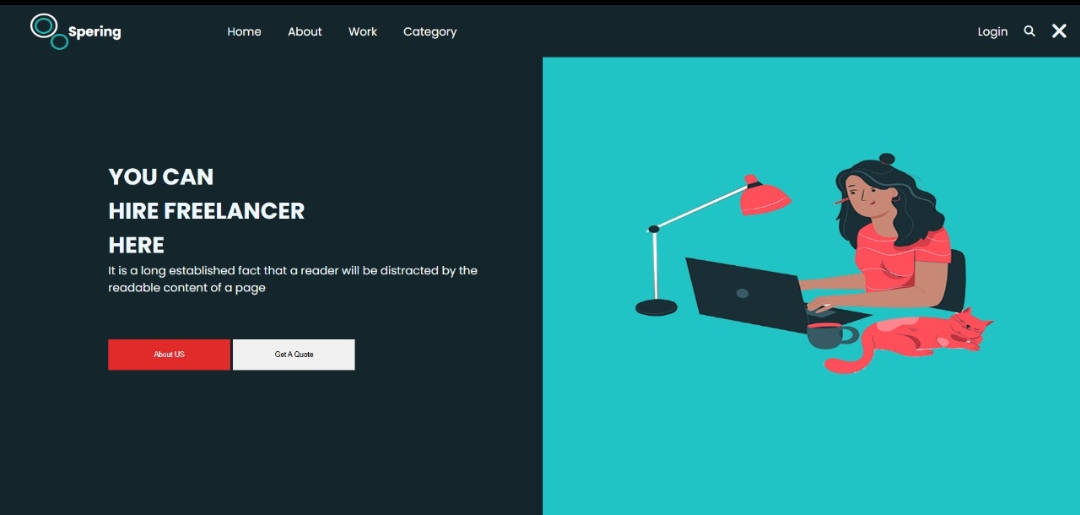 Spering
Home About Work Category
Login
YOU CAN
HIRE FREELANCER
HERE
It is a long established fact that a reader will be distracted by the
readable content of a page
About US
Get A Quote